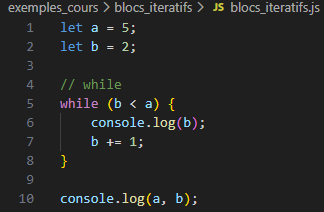 exemples_cours > blocs_iteratifs > JS blocs_iteratifs.js
1 let a = 5;
2 let b = 2;
3
4 // while
5 while (b < a) {
6     console.log(b);
7     b += 1;
8 }
9
10 console.log(a, b);